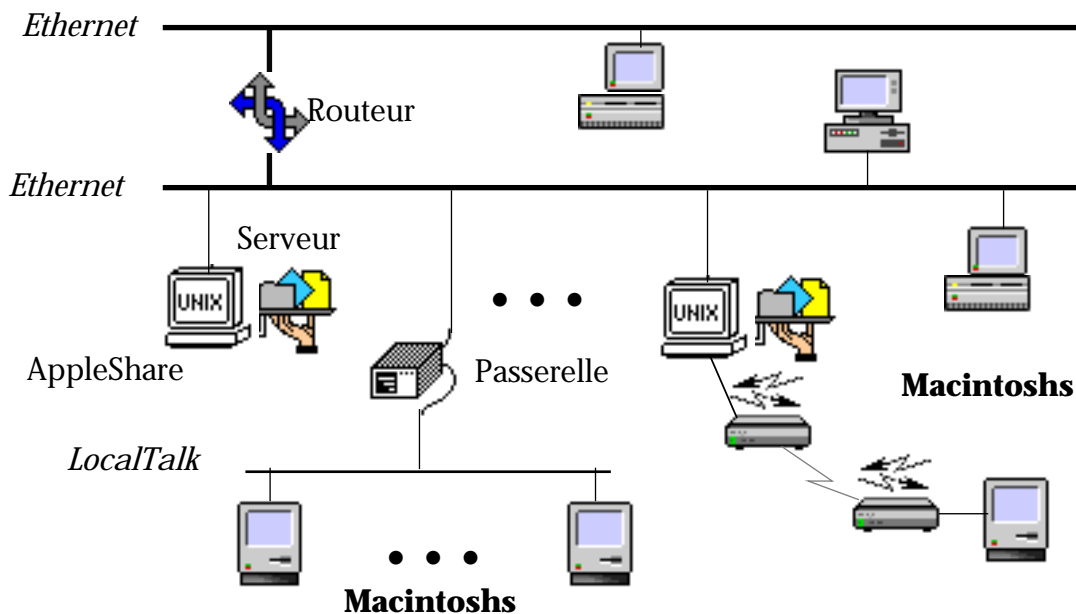 Ethernet
Routeur
Ethernet
Serveur
UNIX
UNIX
AppleShare
Passerelle
Macintoshs
LocalTalk
Macintoshs